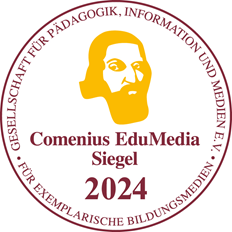 GESELLSCHAFT FÜR PÄDAGOGIK, INFORMATION UND MEDIEN E.V.
Comenius EduMedia
Siegel
2024
• FÜR EXEMPLARISCHE BILDUNGSMEDIEN •